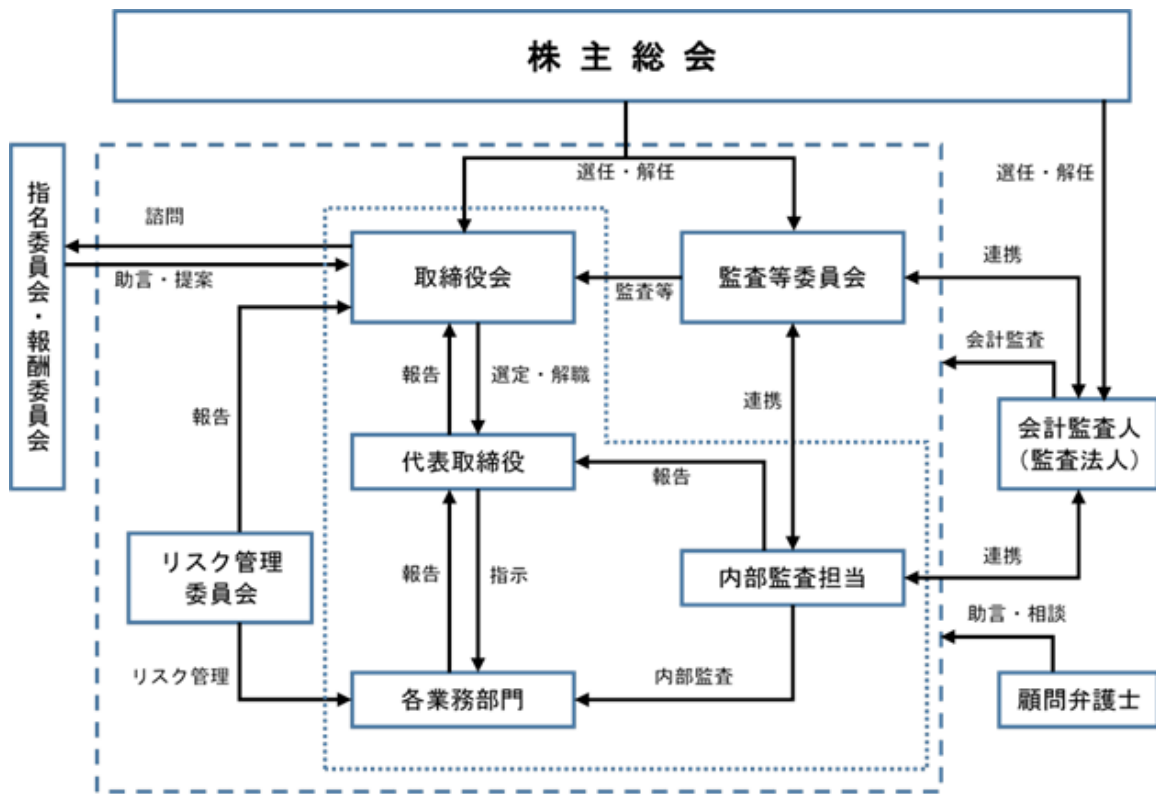 株主総会
選任・解任
選任・解任
指名委員会・報酬委員会
諮問
助言・提案
取締役会
監査等
監査等委員会
連携
会計監査
報告
選定・解職
連携
報告
代表取締役
報告
会計監査人
(監査法人)
リスク管理
委員会
報告
指示
内部監査担当
連携
助言・相談
リスク管理
各業務部門
内部監査
顧問弁護士